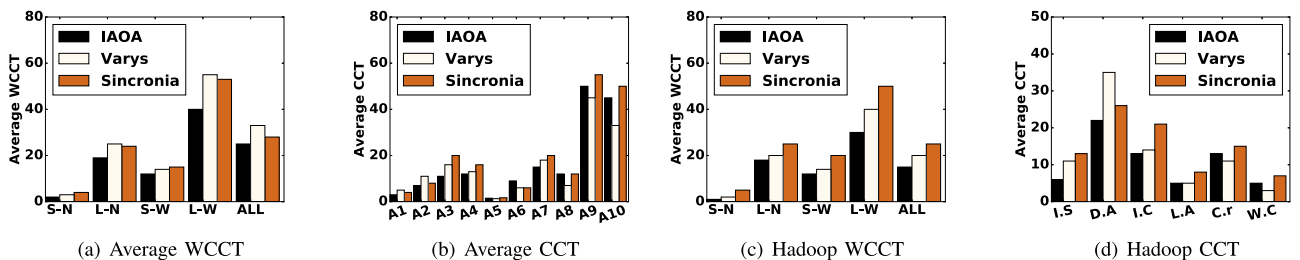 80
60
40
20
0
Average WCCT
IAOA
Varys
Sincronia
S-N L-N S-W L-W ALL
(a) Average WCCT
80
60
40
20
0
Average CCT
IAOA
Varys
Sincronia
A1 A2 A3 A4 A5 A6 A7 A8 A9 A10
(b) Average CCT
80
60
40
20
0
Average WCCT
IAOA
Varys
Sincronia
S-N L-N S-W L-W ALL
(c) Hadoop WCCT
50
40
30
20
10
0
Average CCT
IAOA
Varys
Sincronia
I.S D.A I.C L.A C.r W.C
(d) Hadoop CCT